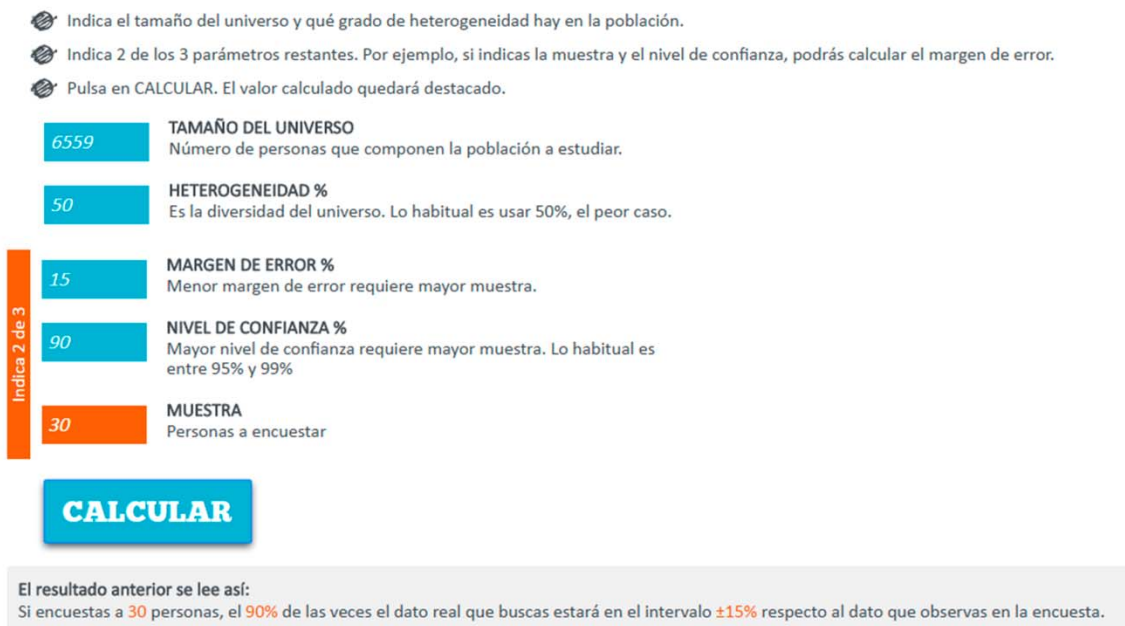 Indica el tamaño del universo y qué grado de heterogeneidad hay en la población.
Indica 2 de los 3 parámetros restantes. Por ejemplo, si indicas la muestra y el nivel de confianza, podrás calcular el margen de error.
Pulsa en CALCULAR. El valor calculado quedará destacado.
6559
TAMAÑO DEL UNIVERSO
Número de personas que componen la población a estudiar.
50
HETEROGENEIDAD %
Es la diversidad del universo. Lo habitual es usar 50%, el peor caso.
Indica 2 de 3
15
MARGEN DE ERROR %
Menor margen de error requiere mayor muestra.
90
NIVEL DE CONFIANZA %
Mayor nivel de confianza requiere mayor muestra. Lo habitual es
entre 95% y 99%
30
MUESTRA
Personas a encuestar
CALCULAR
El resultado anterior se lee así:
Si encuestas a 30 personas, el 90% de las veces el dato real que buscas estará en el intervalo ±15% respecto al dato que observas en la encuesta.